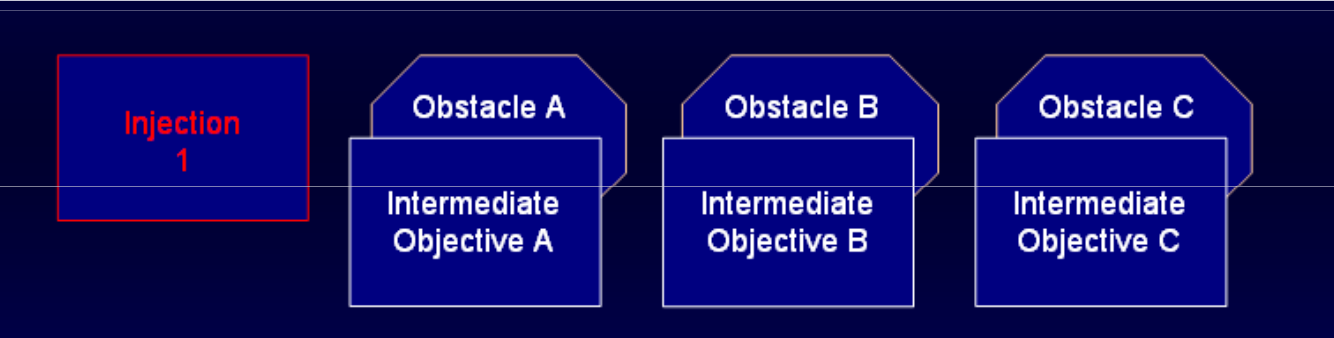 Injection
1
Obstacle A
Intermediate
Objective A
Obstacle B
Intermediate
Objective B
Obstacle C
Intermediate
Objective C